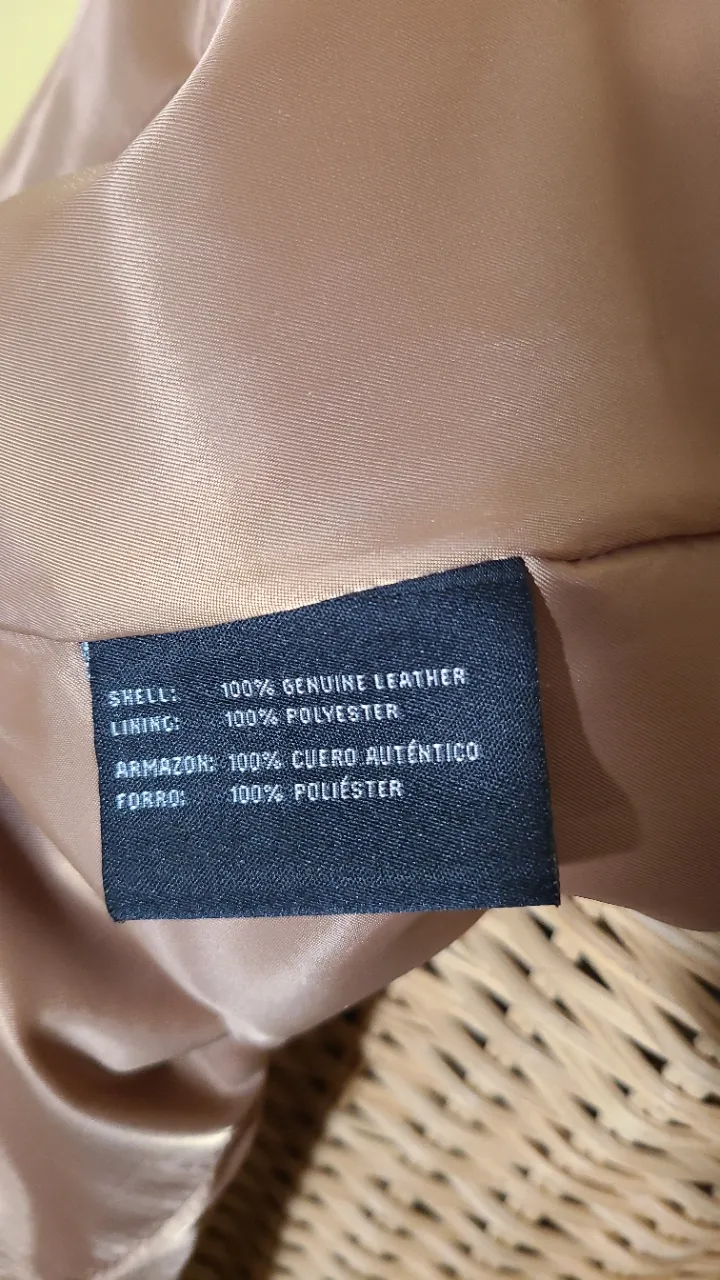 SHELL: 100% GENUINE LEATHER
LINING: 100% POLYESTER
ARMAZON: 100% CUERO AUTÉNTICO
FORRO: 100% POLIÉSTER